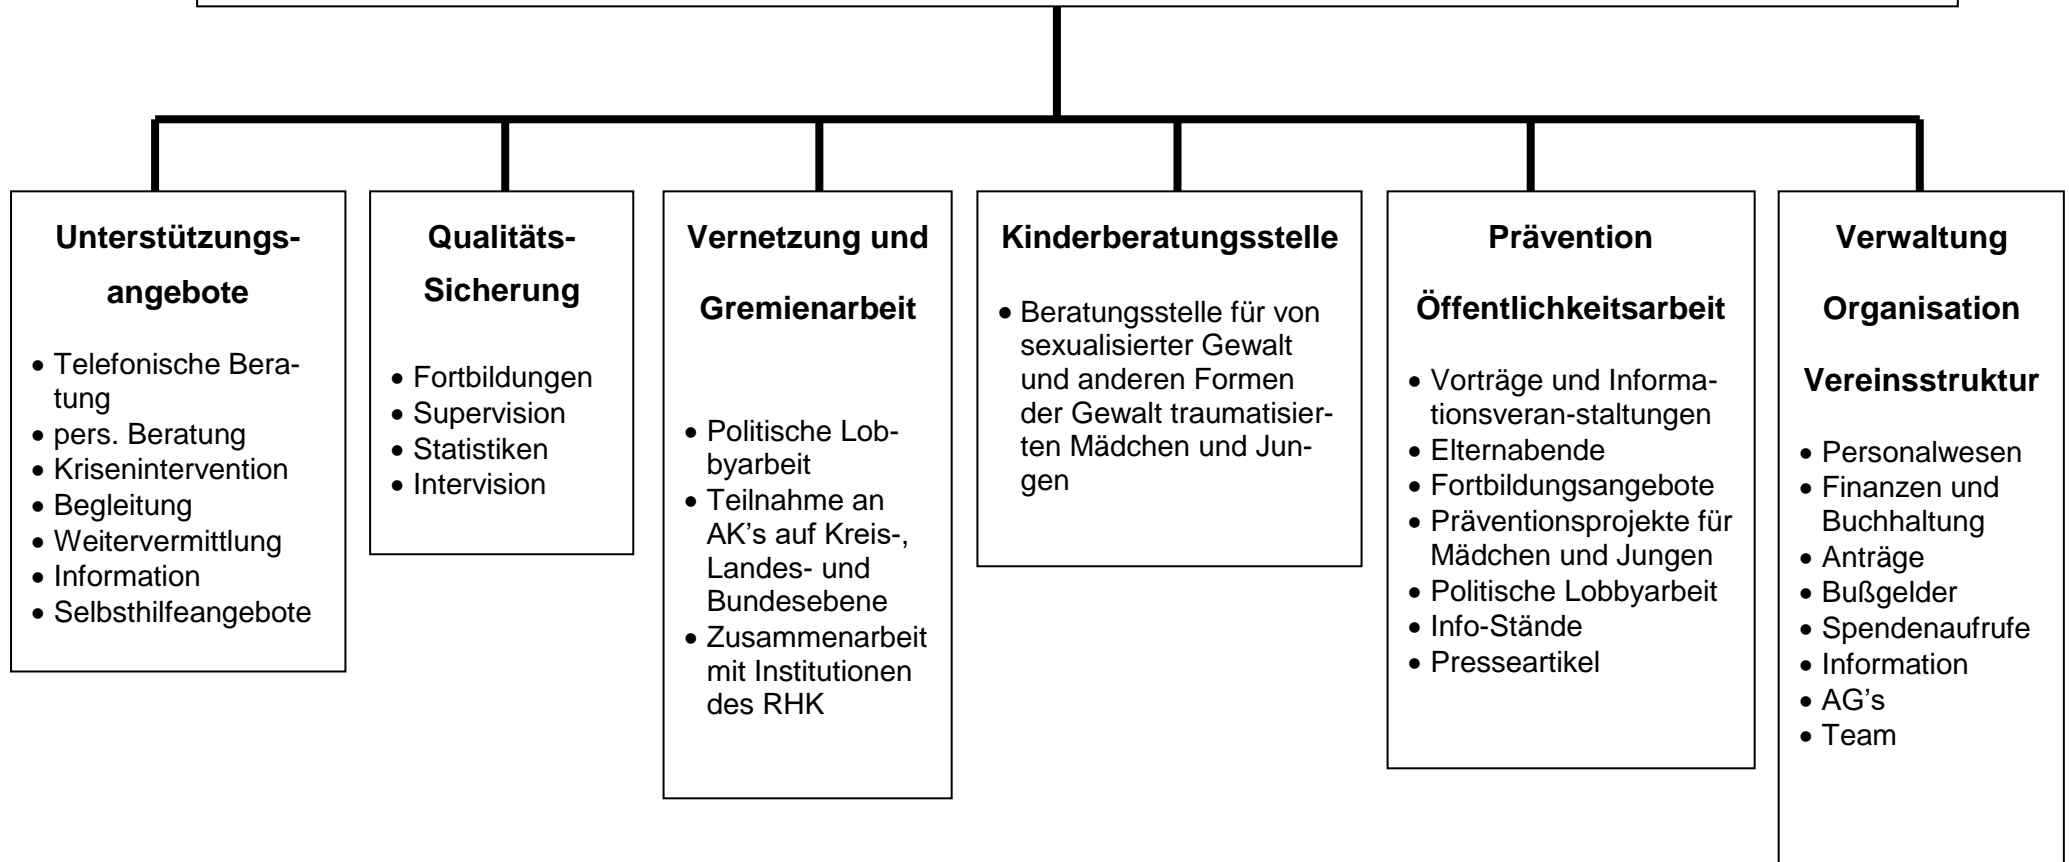 Unterstützungs-
angebote
• Telefonische Bera-
tung
• pers. Beratung
• Krisenintervention
• Begleitung
• Weitervermittlung
• Information
• Selbsthilfeangebote
Qualitäts-
Sicherung
• Fortbildungen
• Supervision
• Statistiken
• Intervision
Vernetzung und
Gremienarbeit
• Politische Lob-
byarbeit
• Teilnahme an
AK’s auf Kreis-,
Landes- und
Bundesebene
• Zusammenarbeit
mit Institutionen
des RHK
Kinderberatungsstelle
• Beratungsstelle für von
sexualisierter Gewalt
und anderen Formen
der Gewalt traumatisier-
ten Mädchen und Jun-
gen
Prävention
Öffentlichkeitsarbeit
• Vorträge und Informa-
tionsveran-staltungen
• Elternabende
• Fortbildungsangebote
• Präventionsprojekte für
Mädchen und Jungen
• Politische Lobbyarbeit
• Info-Stände
• Presseartikel
Verwaltung
Organisation
Vereinsstruktur
• Personalwesen
• Finanzen und
Buchhaltung
• Anträge
• Bußgelder
• Spendenaufrufe
• Information
• AG’s
• Team